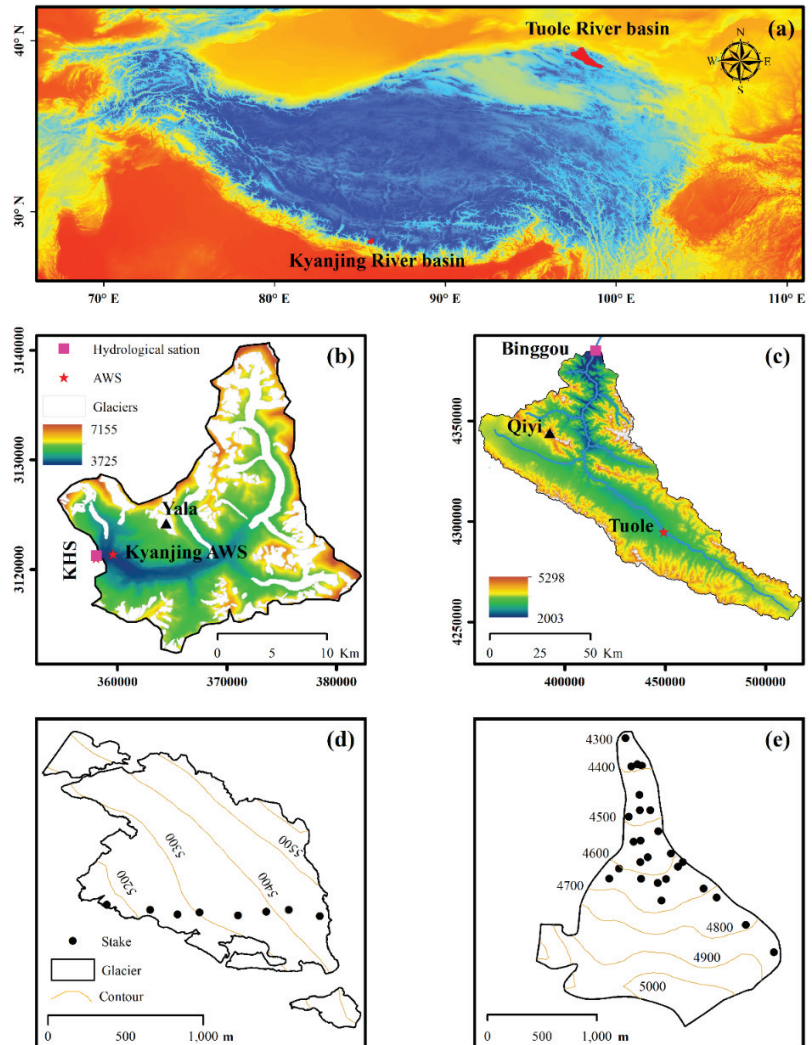 (a)
Tuole River basin
N
W
E
S
Kyanjing River basin
40° N
30° N
70° E
80° E
90° E
100° E
110° E
(b)
Hydrological sation
AWS
Glaciers
7155
3725
Yala
KHS
Kyanjing AWS
3140000
3130000
3120000
0
5
10 Km
360000
370000
380000
(c)
Binggou
Qiyi
Tuole
4350000
4300000
4250000
5298
2003
0
30
60 Km
400000
450000
500000
(d)
5500
5400
5300
5200
Stake
Glacier
Contour
0
500
1,000 m
(e)
4300
4400
4500
4600
4700
4800
4900
5000
0
500
1,000 m